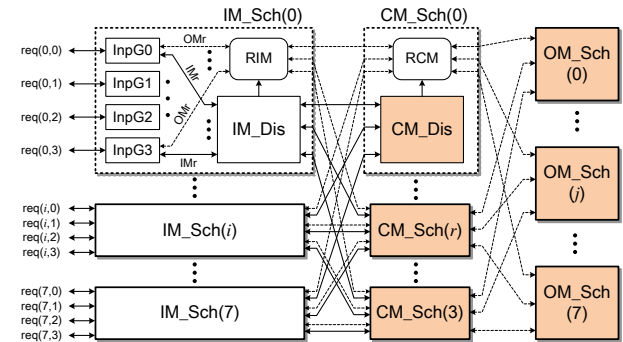 IM_Sch(0)
CM_Sch(0)
req(0,0)
InpG0
OMr
RIM
RCM
OM_Sch
(0)
req(0,1)
InpG1
IMr
req(0,2)
InpG2
OMr
IM_Dis
CM_Dis
req(0,3)
InpG3
IMr
OM_Sch
(j)
req(i,0)
req(i,1)
req(i,2)
req(i,3)
IM_Sch(i)
CM_Sch(r)
req(7,0)
req(7,1)
req(7,2)
req(7,3)
IM_Sch(7)
CM_Sch(3)
OM_Sch
(7)